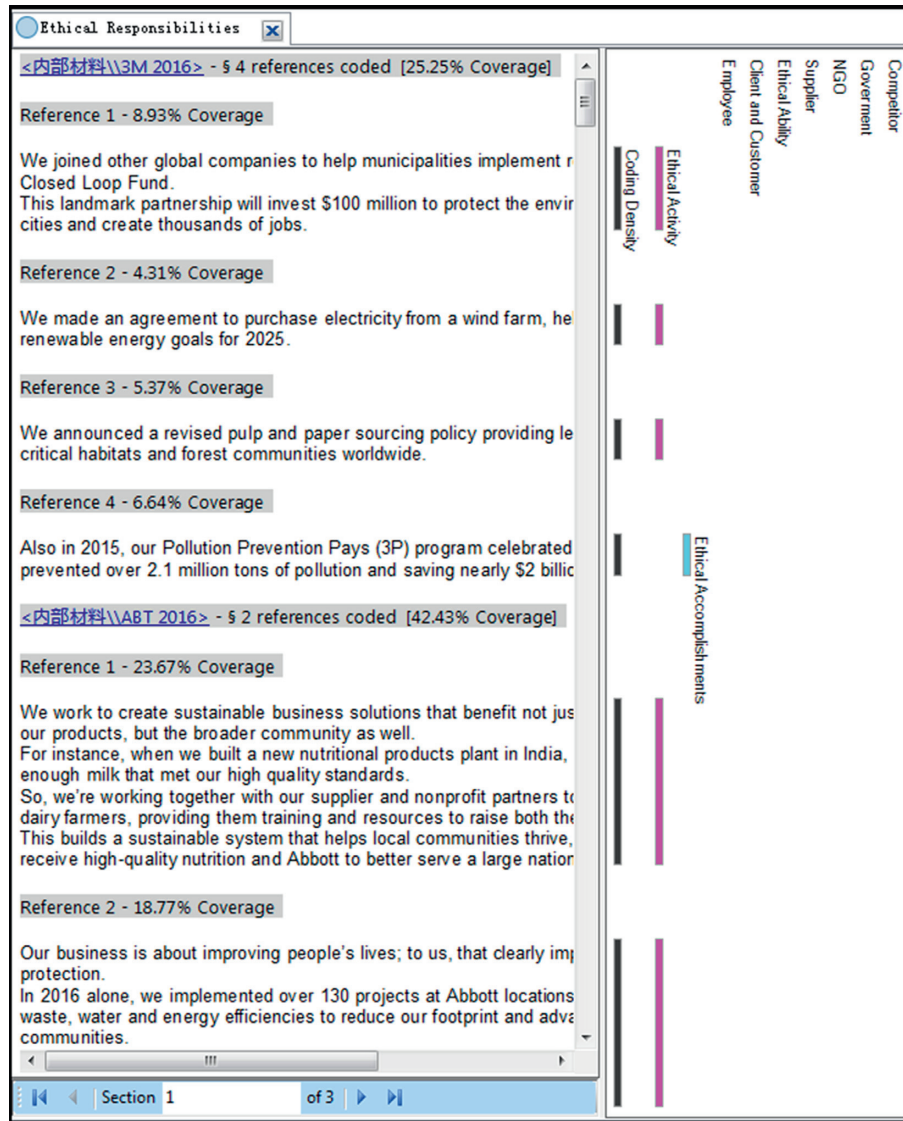 Ethical Responsibilities
<内部材料\\3M 2016> - § 4 references coded [25.25% Coverage]
Reference 1 - 8.93% Coverage
We joined other global companies to help municipalities implement r
Closed Loop Fund.
This landmark partnership will invest $100 million to protect the envir
cities and create thousands of jobs.
Reference 2 - 4.31% Coverage
We made an agreement to purchase electricity from a wind farm, hel
renewable energy goals for 2025.
Reference 3 - 5.37% Coverage
We announced a revised pulp and paper sourcing policy providing le
critical habitats and forest communities worldwide.
Reference 4 - 6.64% Coverage
Also in 2015, our Pollution Prevention Pays (3P) program celebrated
prevented over 2.1 million tons of pollution and saving nearly $2 billic
<内部材料\\ABT 2016> - § 2 references coded [42.43% Coverage]
Reference 1 - 23.67% Coverage
We work to create sustainable business solutions that benefit not jus
our products, but the broader community as well.
For instance, when we built a new nutritional products plant in India,
enough milk that met our high quality standards.
So, we're working together with our supplier and nonprofit partners to
dairy farmers, providing them training and resources to raise both the
This builds a sustainable system that helps local communities thrive,
receive high-quality nutrition and Abbott to better serve a large nation
Reference 2 - 18.77% Coverage
Our business is about improving people's lives; to us, that clearly imp
protection.
In 2016 alone, we implemented over 130 projects at Abbott locations
waste, water and energy efficiencies to reduce our footprint and adva
communities.
Section 1 of 3
Coding Density
Ethical Activity
Ethical Accomplishments
Employee
Client and Customer
Ethical Ability
Supplier
NGO
Goverment
Competitor